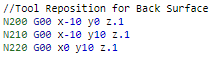 //Tool Reposition for Back Surface
N200 G00 x-10 y0 z.1
N210 G00 x-10 y10 z.1
N220 G00 x0 y10 z.1